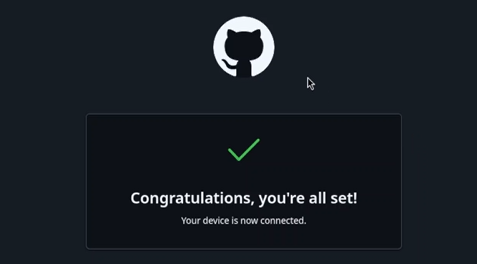 Congratulations, you're all set!
Your device is now connected.